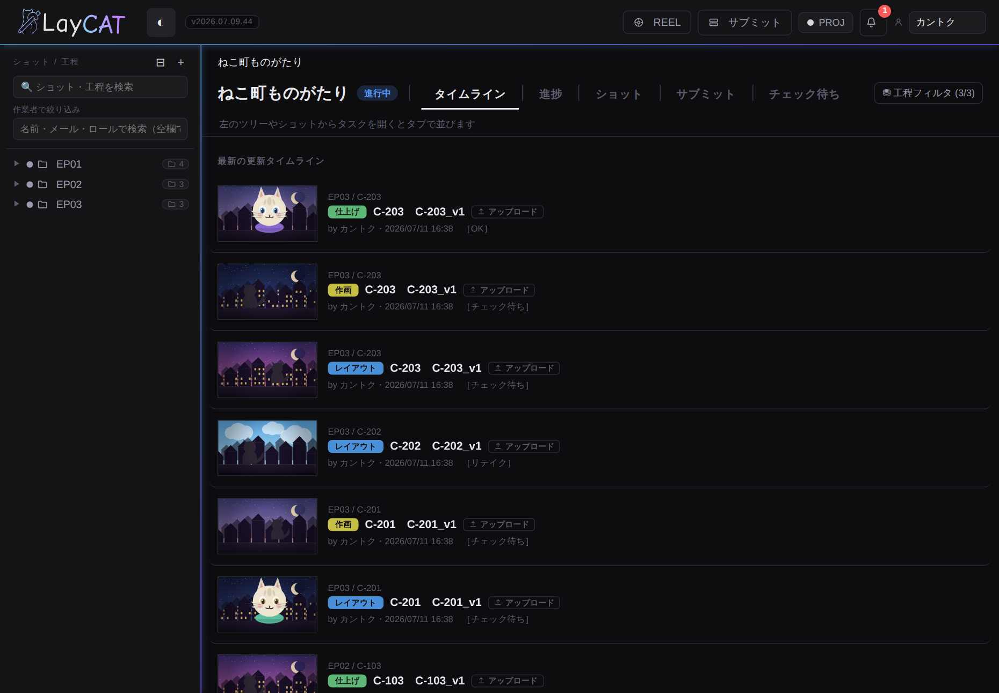 LayCAT
v2026.07.09.44
REEL
サブミット
PROJ
1
カントク
ショット / 工程
ショット・工程を検索
作業者で絞り込み
名前・メール・ロールで検索（空欄で
EP01 4
EP02 3
EP03 3
ねこ町ものがたり
ねこ町ものがたり 進行中 タイムライン 進捗 ショット サブミット チェック待ち 工程フィルタ (3/3)
左のツリーやショットからタスクを開くとタブで並びます
最新の更新タイムライン
EP03 / C-203
仕上げ C-203 C-203_v1 アップロード
by カントク・2026/07/11 16:38 ［OK］
EP03 / C-203
作画 C-203 C-203_v1 アップロード
by カントク・2026/07/11 16:38 ［チェック待ち］
EP03 / C-203
レイアウト C-203 C-203_v1 アップロード
by カントク・2026/07/11 16:38 ［チェック待ち］
EP03 / C-202
レイアウト C-202 C-202_v1 アップロード
by カントク・2026/07/11 16:38 ［リテイク］
EP03 / C-201
作画 C-201 C-201_v1 アップロード
by カントク・2026/07/11 16:38 ［チェック待ち］
EP03 / C-201
レイアウト C-201 C-201_v1 アップロード
by カントク・2026/07/11 16:38 ［チェック待ち］
EP02 / C-103
仕上げ C-103 C-103_v1 アップロード